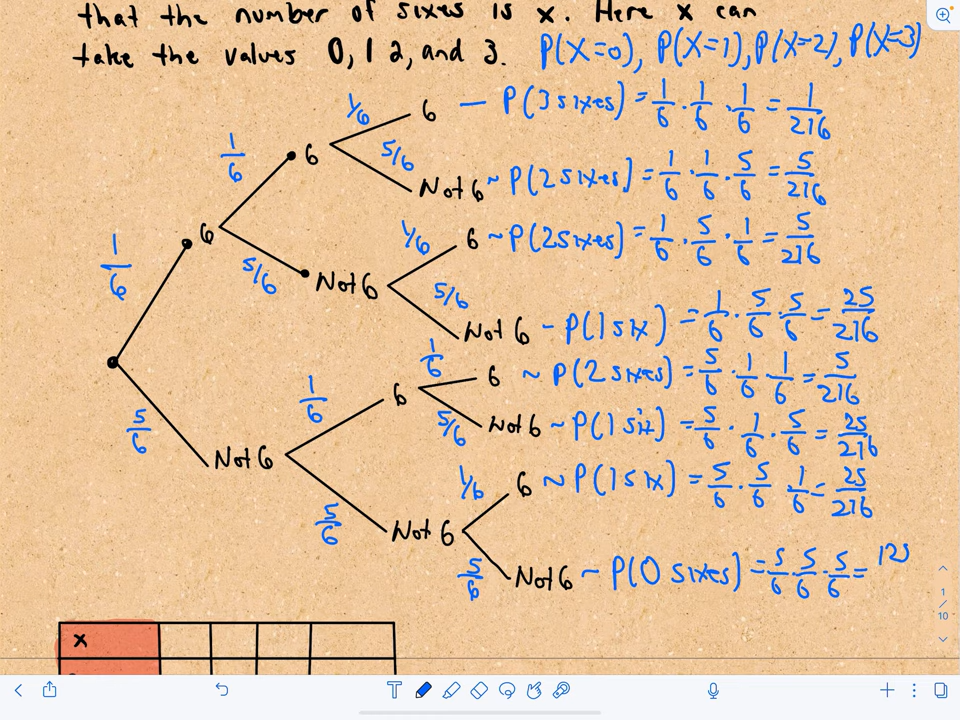 that the number of sixes is x. Here x can
take the values 0, 1 2, and 3. P(X=0), P(X=1), P(X=2), P(X=3)
1/6 6 — P(3 sixes) = 1/6 · 1/6 · 1/6 = 1/216
1/6 6 5/6 Not 6 ~ P(2 sixes) = 1/6 · 1/6 · 5/6 = 5/216
1/6 6 1/6 6 ~ P(2 sixes) = 1/6 · 5/6 · 1/6 = 5/216
5/6 Not 6 5/6
Not 6 – P(1 six) = 1/6 · 5/6 · 5/6 = 25/216
1/6 6 ~ P(2 sixes) = 5/6 · 1/6 · 1/6 = 5/216
1/6 6 5/6 Not 6 ~ P(1 six) = 5/6 · 1/6 · 5/6 = 25/216
5/6 Not 6 1/6 6 ~ P(1 six) = 5/6 · 5/6 1/6 = 25/216
5/6 Not 6
5/6 Not 6 ~ P(0 sixes) = 5/6 · 5/6 · 5/6 = 125
x
1
/
10
T